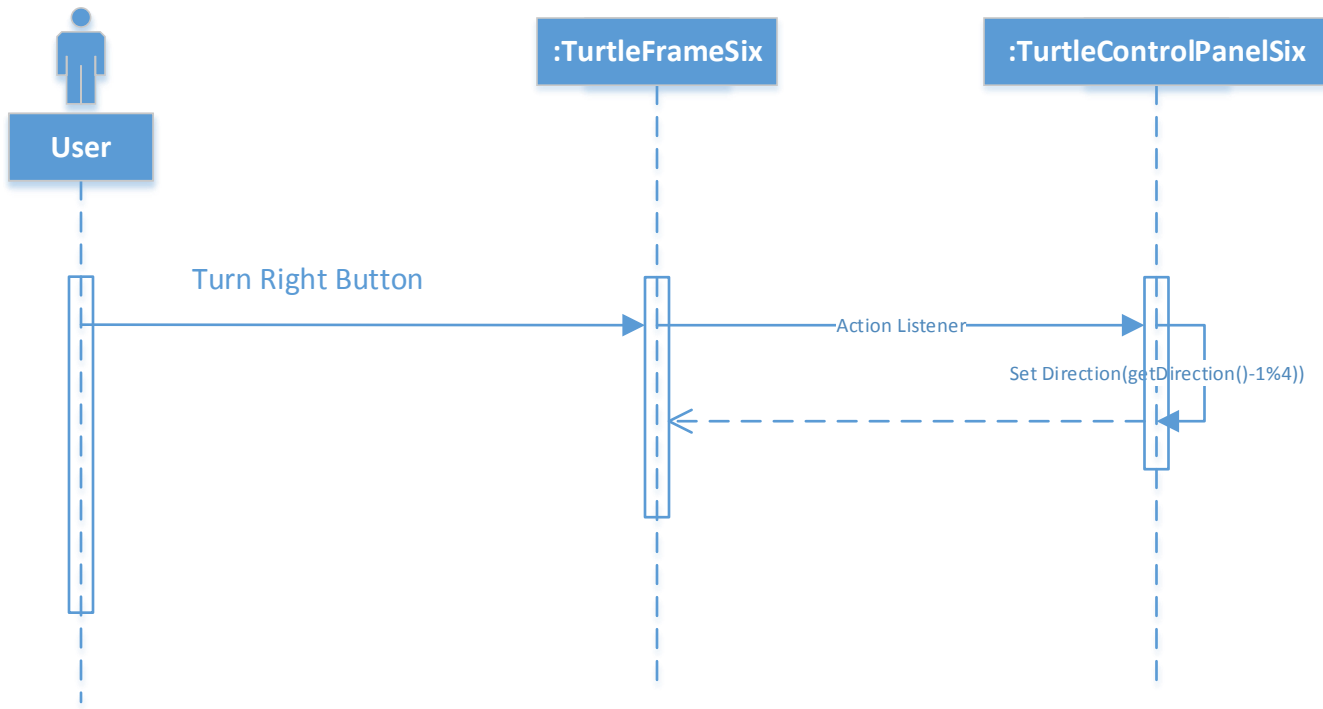 :TurtleFrameSix
:TurtleControlPanelSix
User
Turn Right Button
Action Listener
Set Direction(getDirection()-1%4))